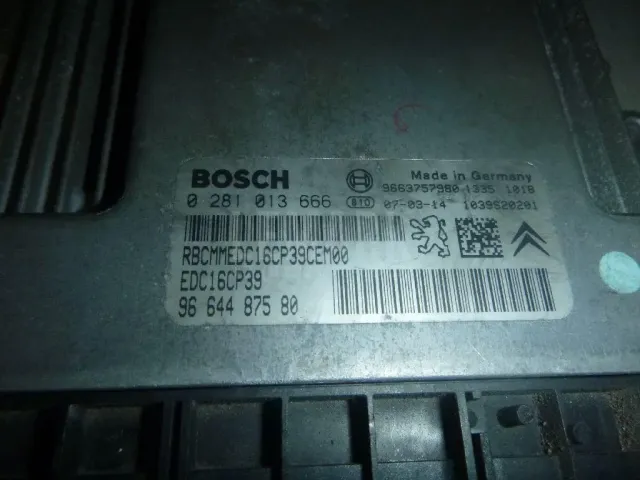 BOSCH
Made in Germany
9663757980 1335 1018
0 281 013 666
810 07-03-14 1039S20201
RBCMMEDC16CP39CEM00
EDC16CP39
96 644 875 80